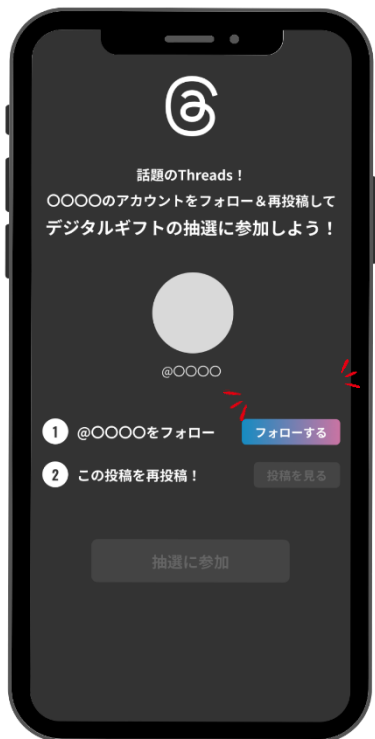 話題のThreads！
〇〇〇〇のアカウントをフォロー＆再投稿して
デジタルギフトの抽選に参加しよう！
@〇〇〇〇
1 @〇〇〇〇をフォロー フォローする
2 この投稿を再投稿！ 投稿を見る
抽選に参加